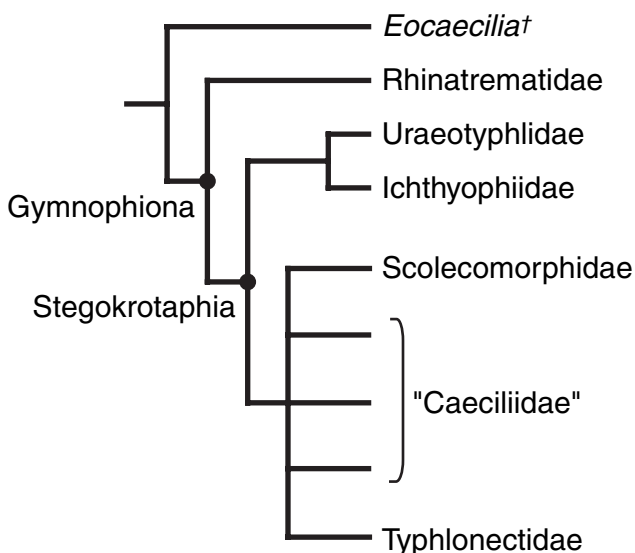 Eocaecilia†
Rhinatrematidae
Uraeotyphlidae
Ichthyophiidae
Gymnophiona
Scolecomorphidae
Stegokrotaphia
"Caeciliidae"
Typhlonectidae